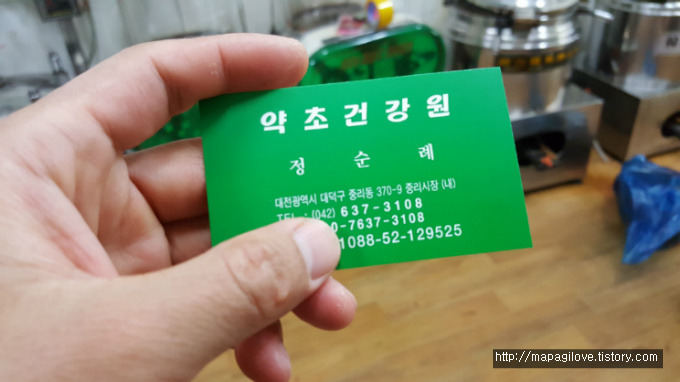 약초건강원
정 순 례
대전광역시 대덕구 중리동 370-9 중리시장 (내)
TEL : (042) 637-3108
0-7637-3108
1088-52-129525
http://mapagilove.tistory.com